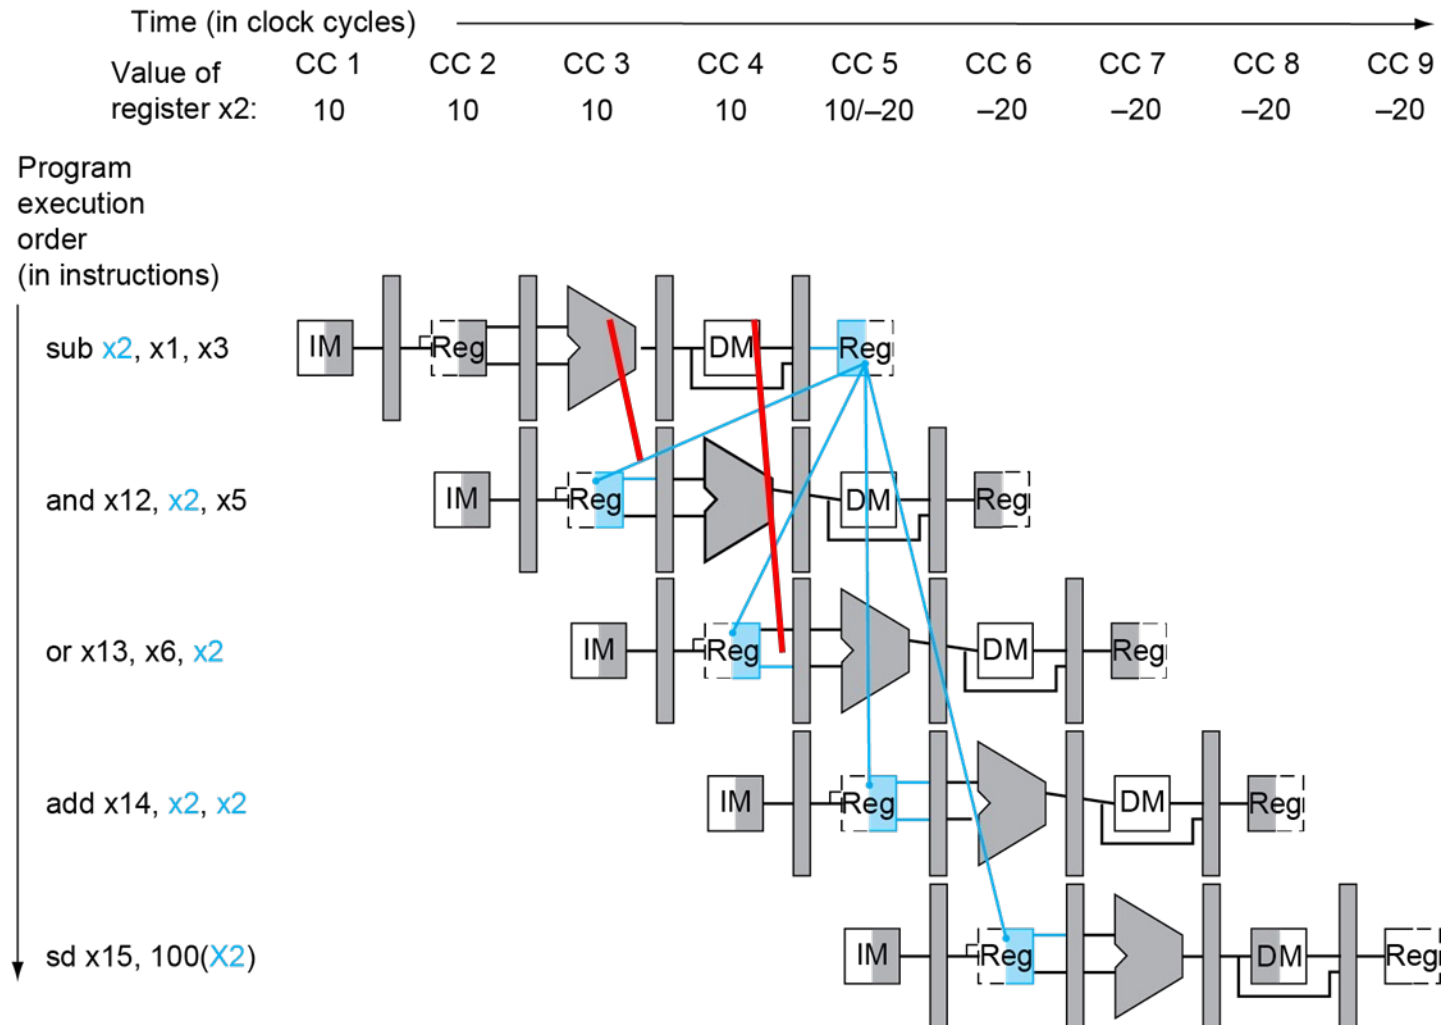 Time (in clock cycles)
Value of register x2:
CC 1 CC 2 CC 3 CC 4 CC 5 CC 6 CC 7 CC 8 CC 9
10 10 10 10 10/–20 –20 –20 –20 –20
Program
execution
order
(in instructions)
sub x2, x1, x3
IM Reg DM Reg
and x12, x2, x5
IM Reg DM Reg
or x13, x6, x2
IM Reg DM Reg
add x14, x2, x2
IM Reg DM Reg
sd x15, 100(X2)
IM Reg DM Reg